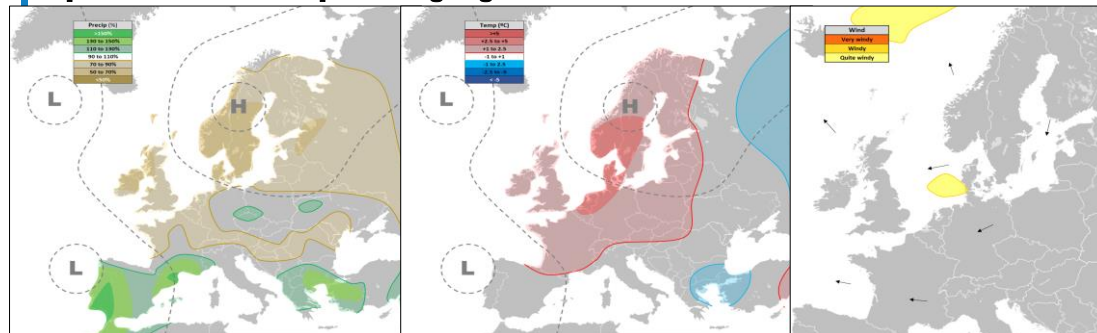 Precip (%)
>150%
130 to 150%
110 to 130%
90 to 110%
70 to 90%
50 to 70%
<50%
L
H
L
Temp (ºC)
>+5
+2.5 to +5
+1 to 2.5
-1 to +1
-1 to 2.5
-2.5 to -5
< -5
L
H
L
Wind
Very windy
Windy
Quite windy